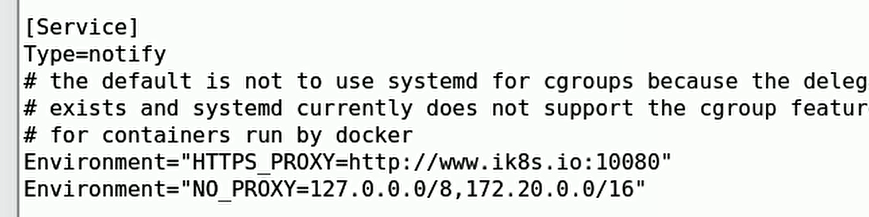 [Service]
Type=notify
# the default is not to use systemd for cgroups because the deleg
# exists and systemd currently does not support the cgroup featur
# for containers run by docker
Environment="HTTPS_PROXY=http://www.ik8s.io:10080"
Environment="NO_PROXY=127.0.0.0/8,172.20.0.0/16"